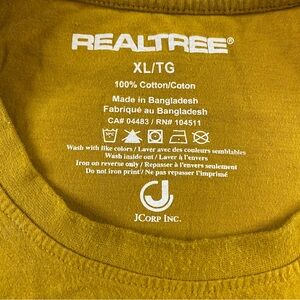 REALTREE®
XL/TG
100% Cotton/Coton
Made in Bangladesh
Fabriqué au Bangladesh
CA# 04483 / RN# 104511
Wash with like colors / Laver avec des couleurs semblables
Wash inside out / Laver à l'envers
Iron on reverse only / Repasser à l'envers seulement
Do not iron print / Ne pas repasser l'imprimé
JCORP INC.